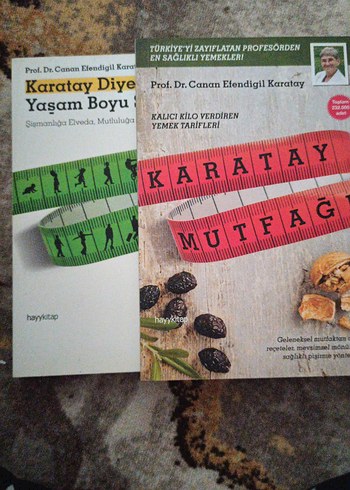 Prof. Dr. Canan Efendigil Karat
Karatay Diye
Yaşam Boyu S
Şişmanlığa Elveda, Mutluluğa
hayykitap
TÜRKİYE'Yİ ZAYIFLATAN PROFESÖRDEN
EN SAĞLIKLI YEMEKLER!
Prof. Dr. Canan Efendigil Karatay
KALICI KİLO VERDİREN
YEMEK TARİFLERİ
Toplam
KARATAY
MUTFAĞI
hayykitap
Geleneksel mutfaktan
reçeteler, mevsimsel
sağlıklı pişirme